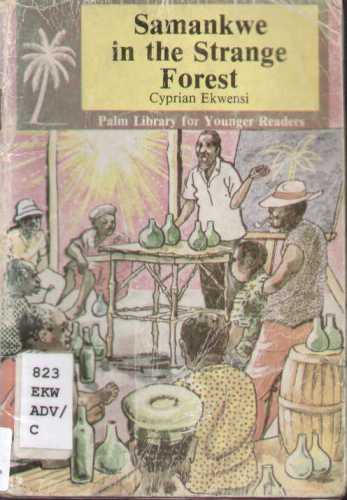 Samankwe
in the Strange
Forest
Cyprian Ekwensi
Palm Library for Younger Readers
823
EKW
ADV/
C